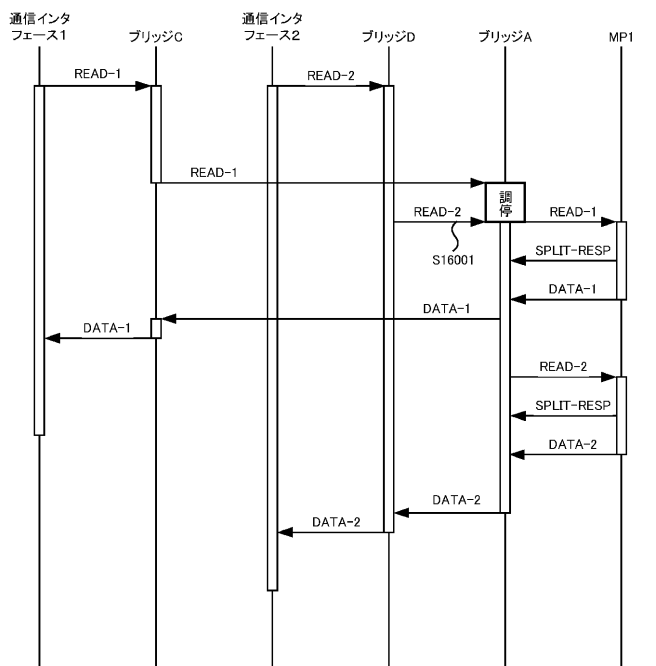 通信インタ
フェース1
ブリッジC
通信インタ
フェース2
ブリッジD
ブリッジA
MP1
READ-1
READ-2
READ-1
調
停
READ-2
READ-1
S16001
SPLIT-RESP
DATA-1
DATA-1
DATA-1
READ-2
SPLIT-RESP
DATA-2
DATA-2
DATA-2